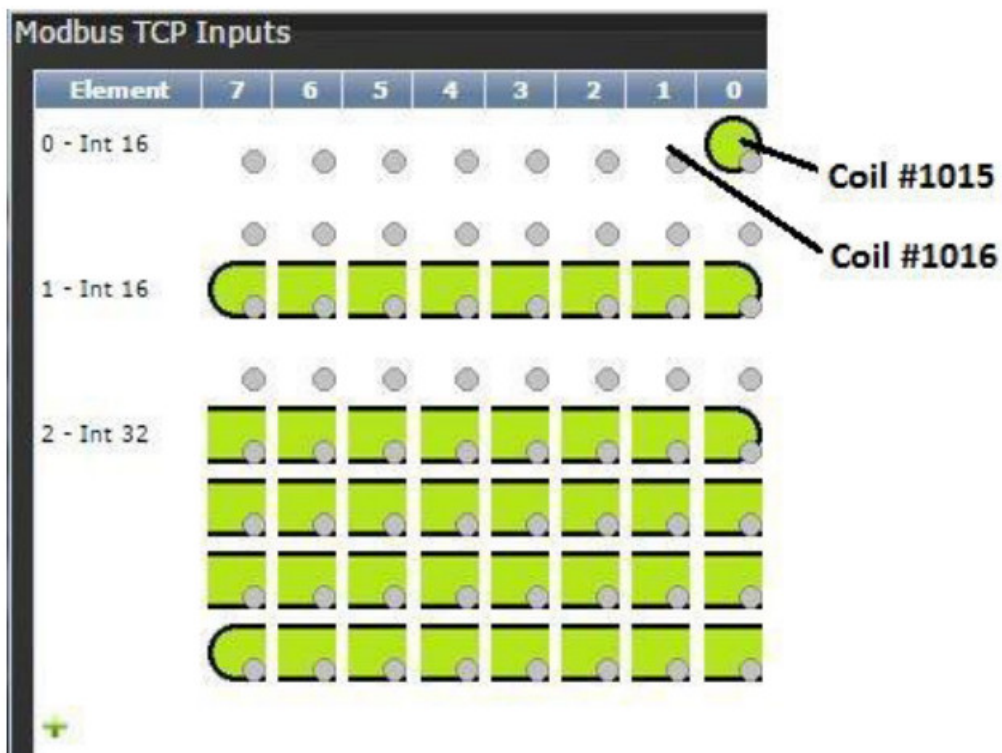 Modbus TCP Inputs
Element 7 6 5 4 3 2 1 0
0 - Int 16
Coil #1015
Coil #1016
1 - Int 16
2 - Int 32